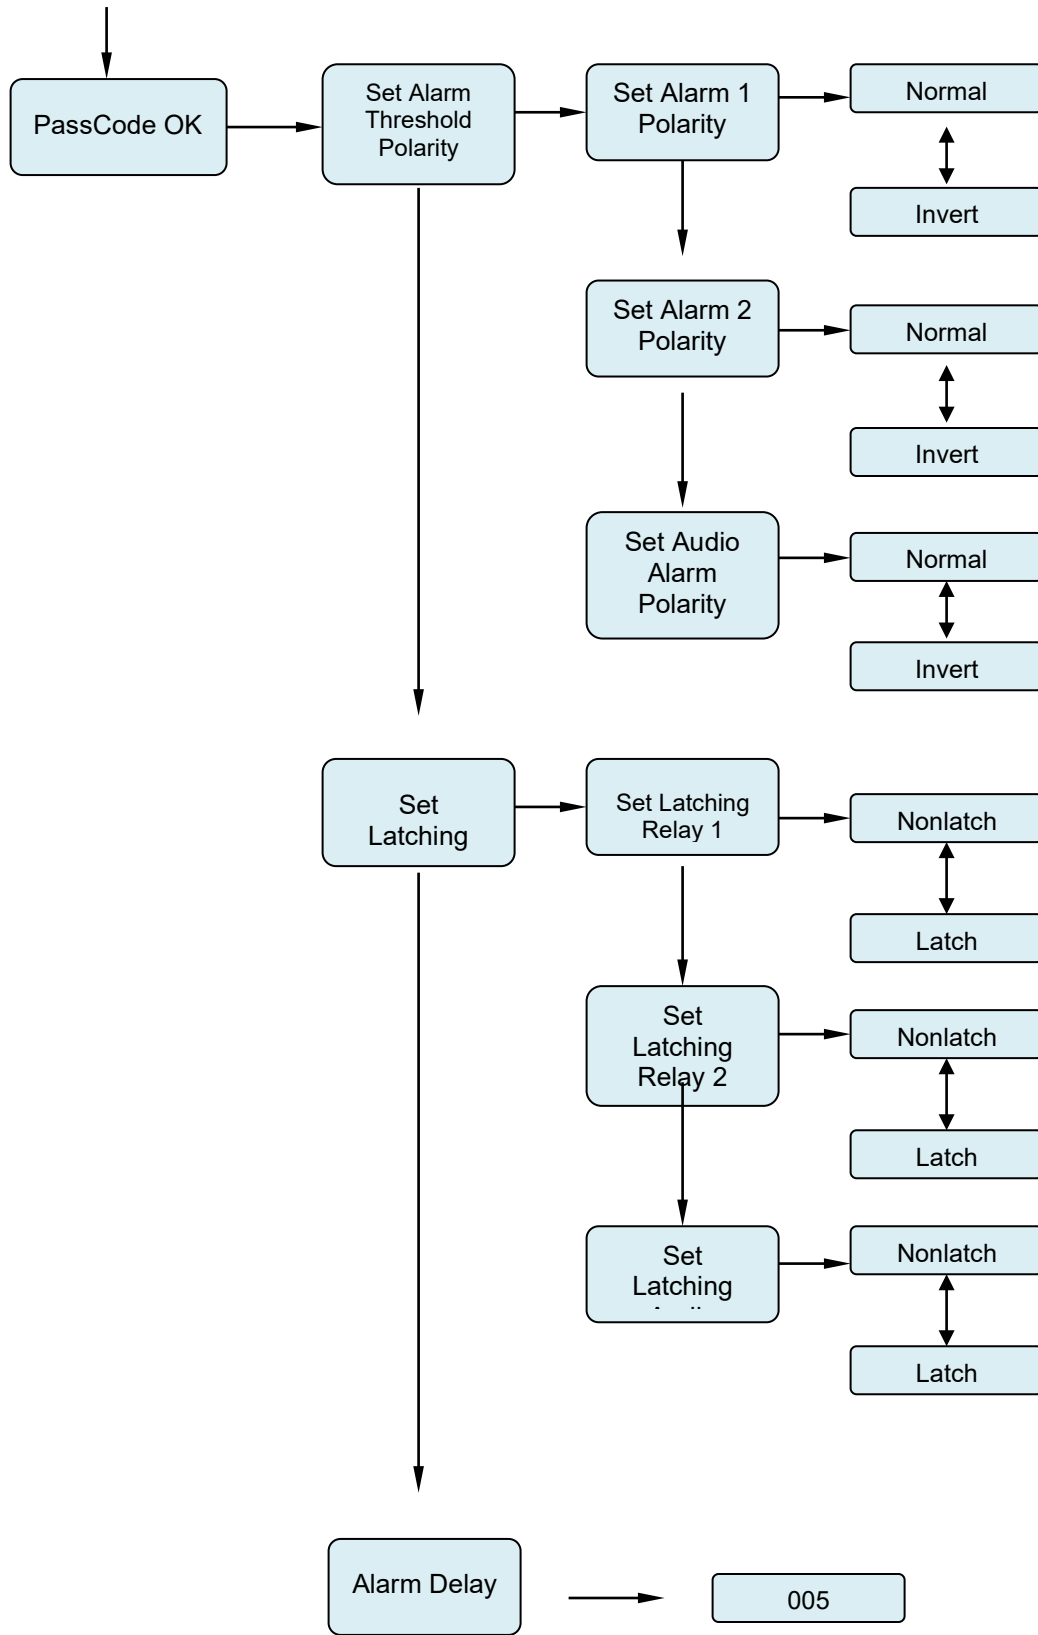 PassCode OK
Set Alarm
Threshold
Polarity
Set Alarm 1
Polarity
Normal
Invert
Set Alarm 2
Polarity
Normal
Invert
Set Audio
Alarm
Polarity
Normal
Invert
Set
Latching
Set Latching
Relay 1
Nonlatch
Latch
Set
Latching
Relay 2
Nonlatch
Latch
Set
Latching
Nonlatch
Latch
Alarm Delay
005